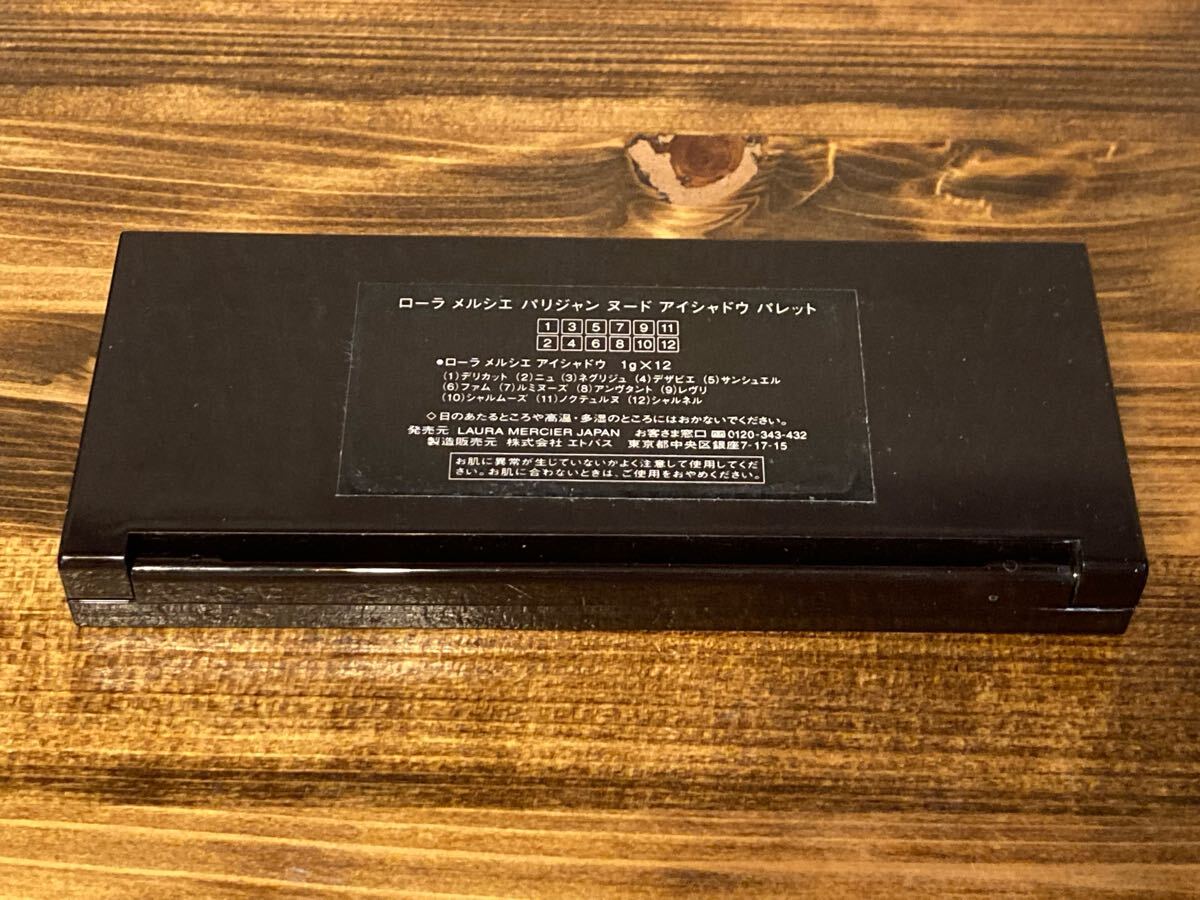 ローラ メルシエ パリジャン ヌード アイシャドウ パレット
1 3 5 7 9 11
2 4 6 8 10 12
●ローラ メルシエ アイシャドウ 1g×12
(1)デリカット (2)ニュ (3)ネグリジュ (4)デザビエ (5)サンシュエル
(6)ファム (7)ルミヌーズ (8)アンヴタント (9)レヴリ
(10)シャルムーズ (11)ノクテュルヌ (12)シャルネル
◇日のあたるところや高温・多湿のところにはおかないでください。
発売元 LAURA MERCIER JAPAN お客さま窓口 0120-343-432
製造販売元 株式会社 エトバス 東京都中央区銀座7-17-15
お肌に異常が生じていないかよく注意して使用してくだ
さい。お肌に合わないときは、ご使用をおやめください。